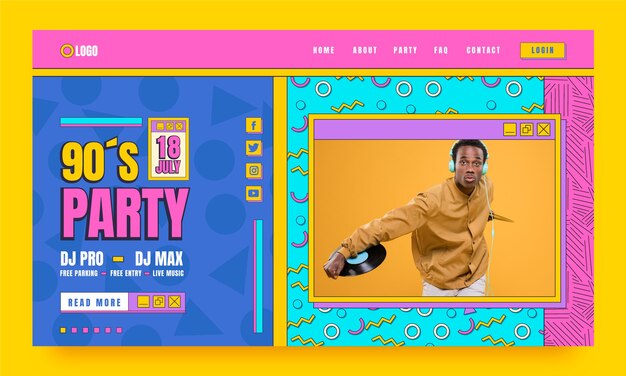 LOGO
HOME ABOUT PARTY FAQ CONTACT LOGIN
18
JULY
90´S
PARTY
DJ PRO — DJ MAX
FREE PARKING — FREE ENTRY — LIVE MUSIC
READ MORE